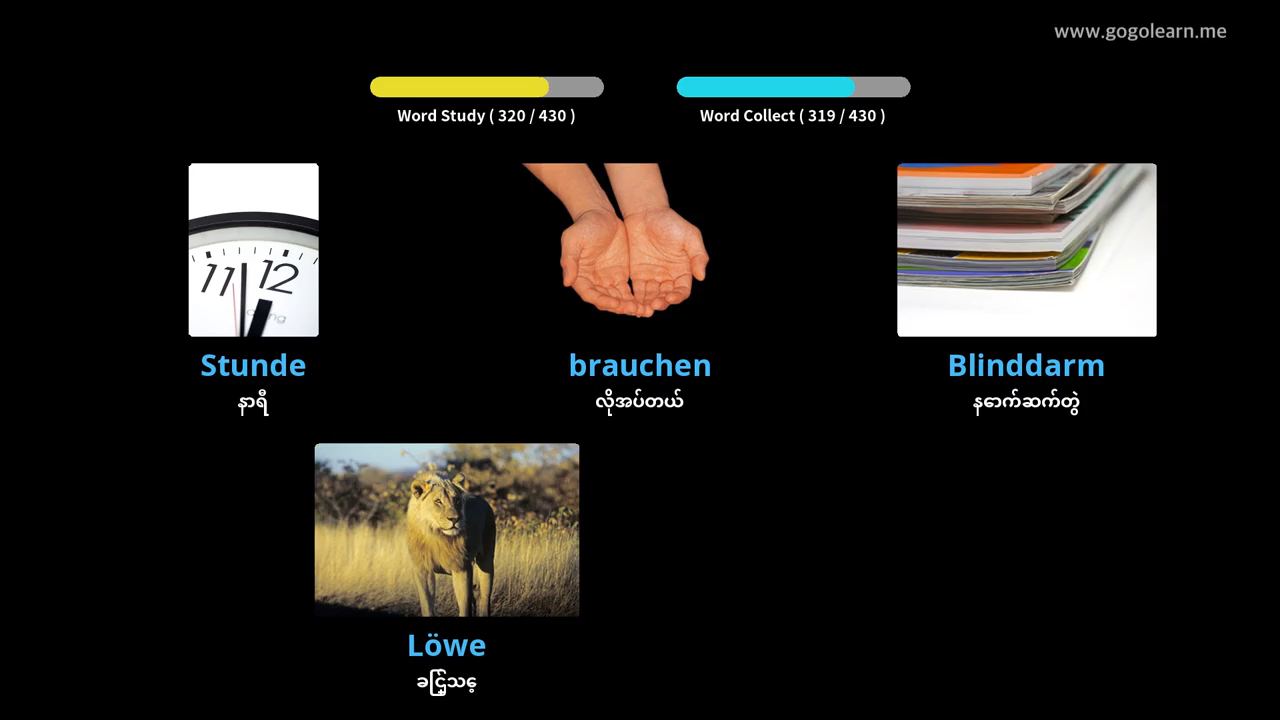 www.gogolearn.me
Word Study ( 320 / 430 )
Word Collect ( 319 / 430 )
Stunde
brauchen
Blinddarm
နာရီ
လိုအပ်တယ်
နောက်ဆက်တွဲ
Löwe
ခြင်္သေ့